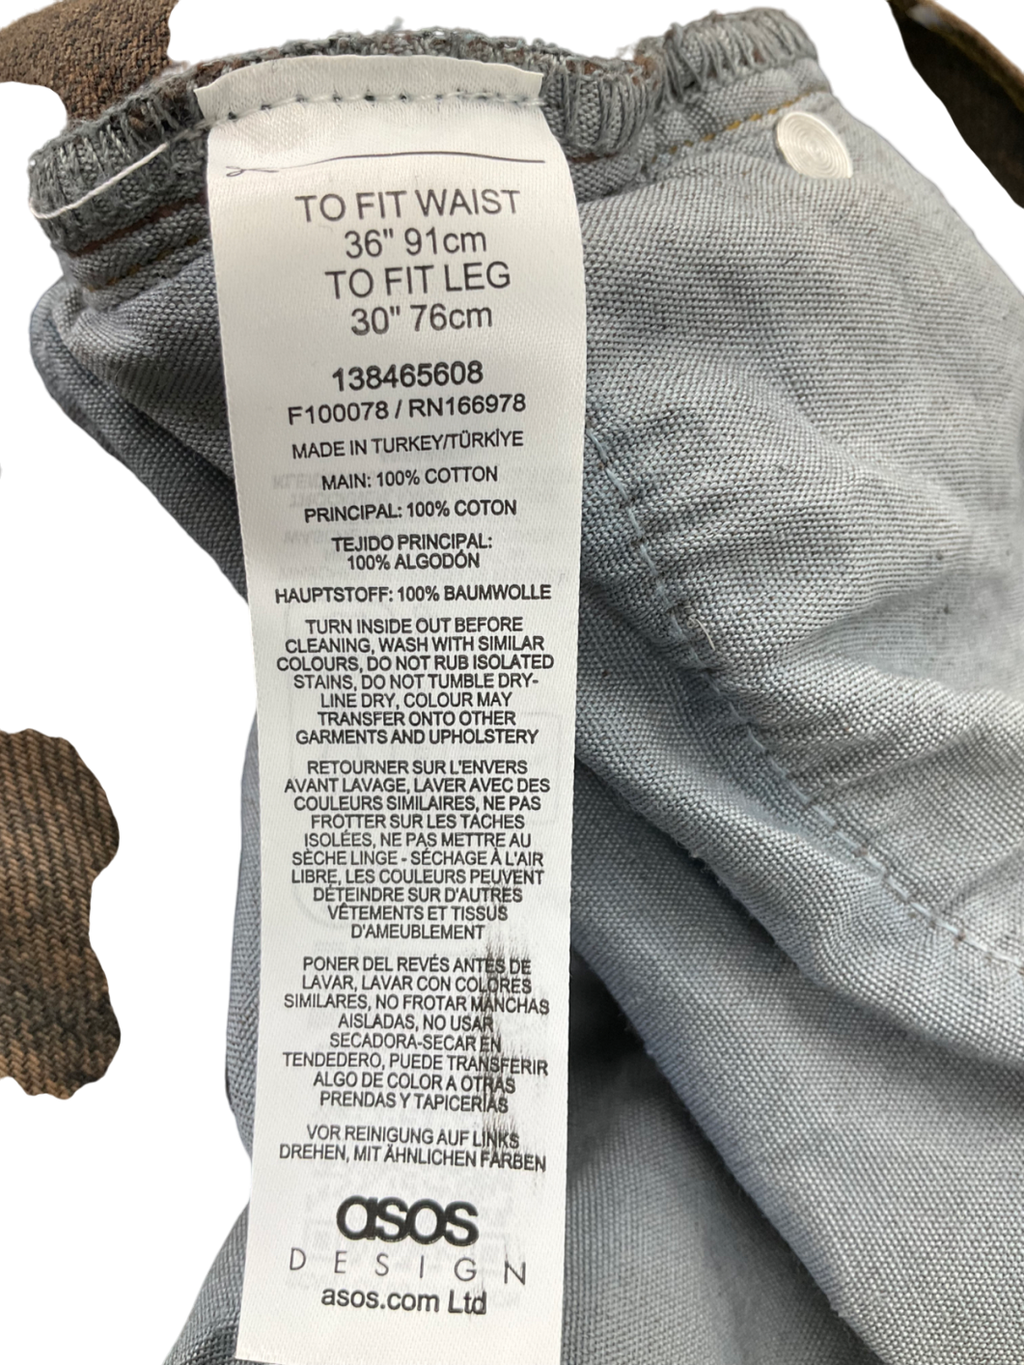 TO FIT WAIST
36" 91cm
TO FIT LEG
30" 76cm
138465608
F100078 / RN166978
MADE IN TURKEY/TÜRKİYE
MAIN: 100% COTTON
PRINCIPAL: 100% COTON
TEJIDO PRINCIPAL:
100% ALGODÓN
HAUPTSTOFF: 100% BAUMWOLLE
TURN INSIDE OUT BEFORE
CLEANING, WASH WITH SIMILAR
COLOURS, DO NOT RUB ISOLATED
STAINS, DO NOT TUMBLE DRY-
LINE DRY, COLOUR MAY
TRANSFER ONTO OTHER
GARMENTS AND UPHOLSTERY
RETOURNER SUR L'ENVERS
AVANT LAVAGE, LAVER AVEC DES
COULEURS SIMILAIRES, NE PAS
FROTTER SUR LES TACHES
ISOLÉES, NE PAS METTRE AU
SÈCHE LINGE - SÉCHAGE À L'AIR
LIBRE, LES COULEURS PEUVENT
DÉTEINDRE SUR D'AUTRES
VÊTEMENTS ET TISSUS
D'AMEUBLEMENT
PONER DEL REVÉS ANTES DE
LAVAR, LAVAR CON COLORES
SIMILARES, NO FROTAR MANCHAS
AISLADAS, NO USAR
SECADORA-SECAR EN
TENDEDERO, PUEDE TRANSFERIR
ALGO DE COLOR A OTRAS
PRENDAS Y TAPICERÍAS
VOR REINIGUNG AUF LINKS
DREHEN, MIT ÄHNLICHEN FARBEN
asos
DESIGN
asos.com Ltd